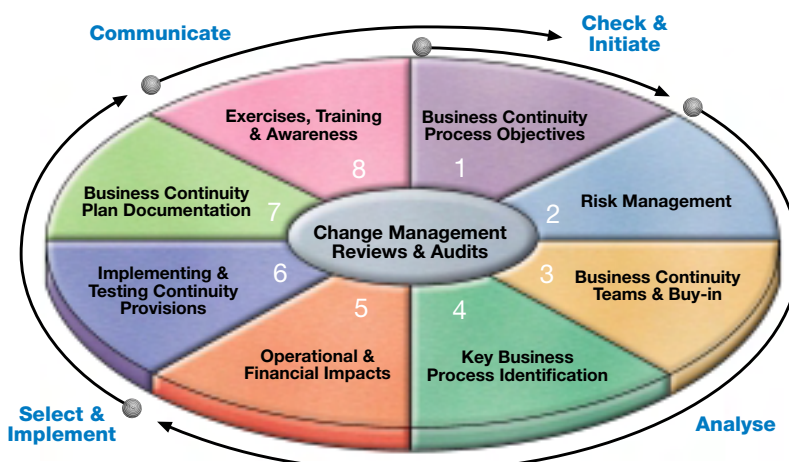 Communicate
Check &
Initiate
Exercises, Training
& Awareness
8
Business Continuity
Process Objectives
1
Business Continuity
Plan Documentation
7
2
Risk Management
Change Management
Reviews & Audits
Implementing &
Testing Continuity
Provisions
6
3
Business Continuity
Teams & Buy-in
5
Operational &
Financial Impacts
4
Key Business
Process Identification
Select &
Implement
Analyse